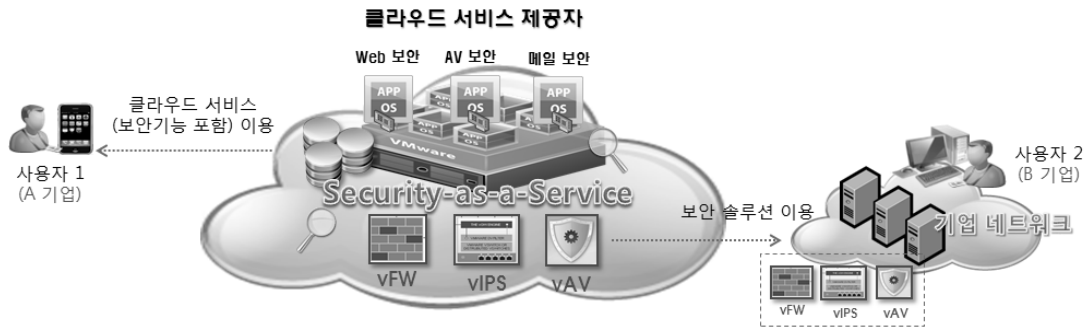 클라우드 서비스 제공자
Web 보안
AV 보안
메일 보안
APP
OS
APP
OS
APP
OS
APP
OS
APP
OS
VMware
클라우드 서비스
(보안기능 포함) 이용
사용자 1
(A 기업)
Security-as-a-Service
vFW
vIPS
vAV
보안 솔루션 이용
사용자 2
(B 기업)
기업 네트워크
vFW
vIPS
vAV